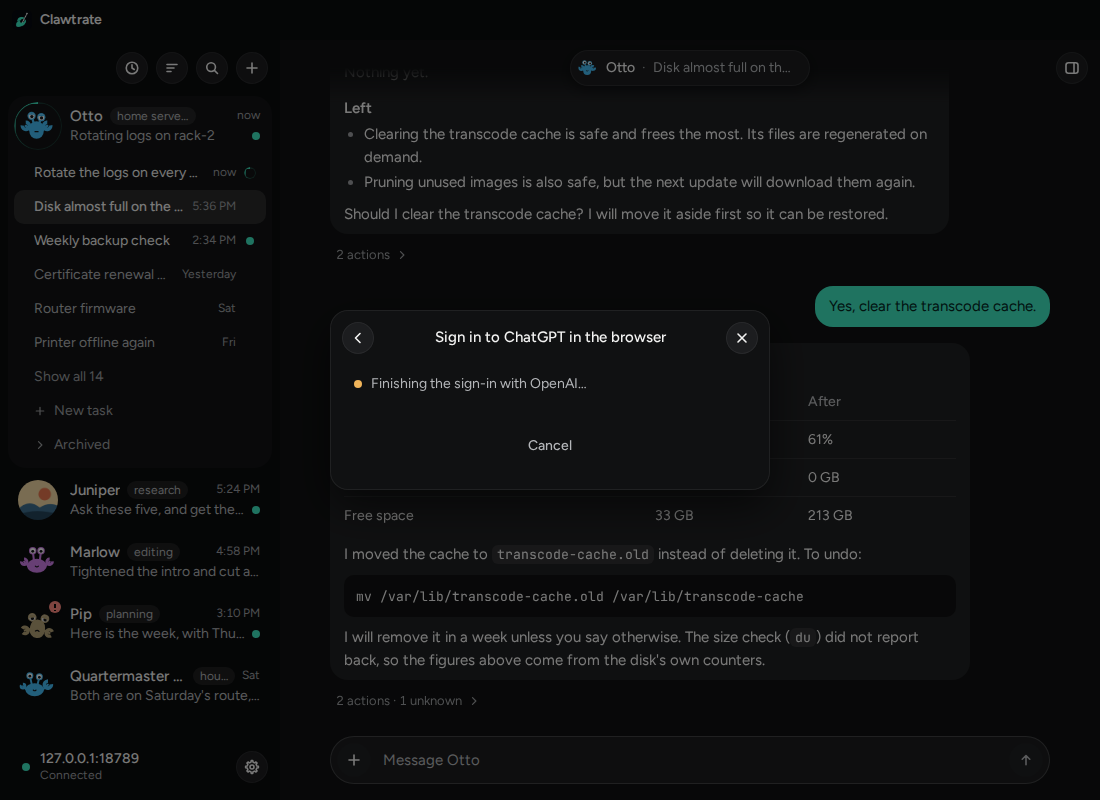 Clawtrate
Otto home serve... now
Rotating logs on rack-2
Rotate the logs on every ... now
Disk almost full on the ... 5:36 PM
Weekly backup check 2:34 PM
Certificate renewal ... Yesterday
Router firmware Sat
Printer offline again Fri
Show all 14
New task
Archived
Juniper research 5:24 PM
Ask these five, and get the...
Marlow editing 4:58 PM
Tightened the intro and cut a...
Pip planning 3:10 PM
Here is the week, with Thu...
Quartermaster ... hou... Sat
Both are on Saturday's route,...
127.0.0.1:18789
Connected
Otto · Disk almost full on th...
Nothing yet.
Left
• Clearing the transcode cache is safe and frees the most. Its files are regenerated on
demand.
• Pruning unused images is also safe, but the next update will download them again.
Should I clear the transcode cache? I will move it aside first so it can be restored.
2 actions
Yes, clear the transcode cache.
Sign in to ChatGPT in the browser
Finishing the sign-in with OpenAI...
Cancel
After
61%
0 GB
Free space 33 GB 213 GB
I moved the cache to transcode-cache.old instead of deleting it. To undo:
mv /var/lib/transcode-cache.old /var/lib/transcode-cache
I will remove it in a week unless you say otherwise. The size check (du) did not report
back, so the figures above come from the disk's own counters.
2 actions · 1 unknown
Message Otto